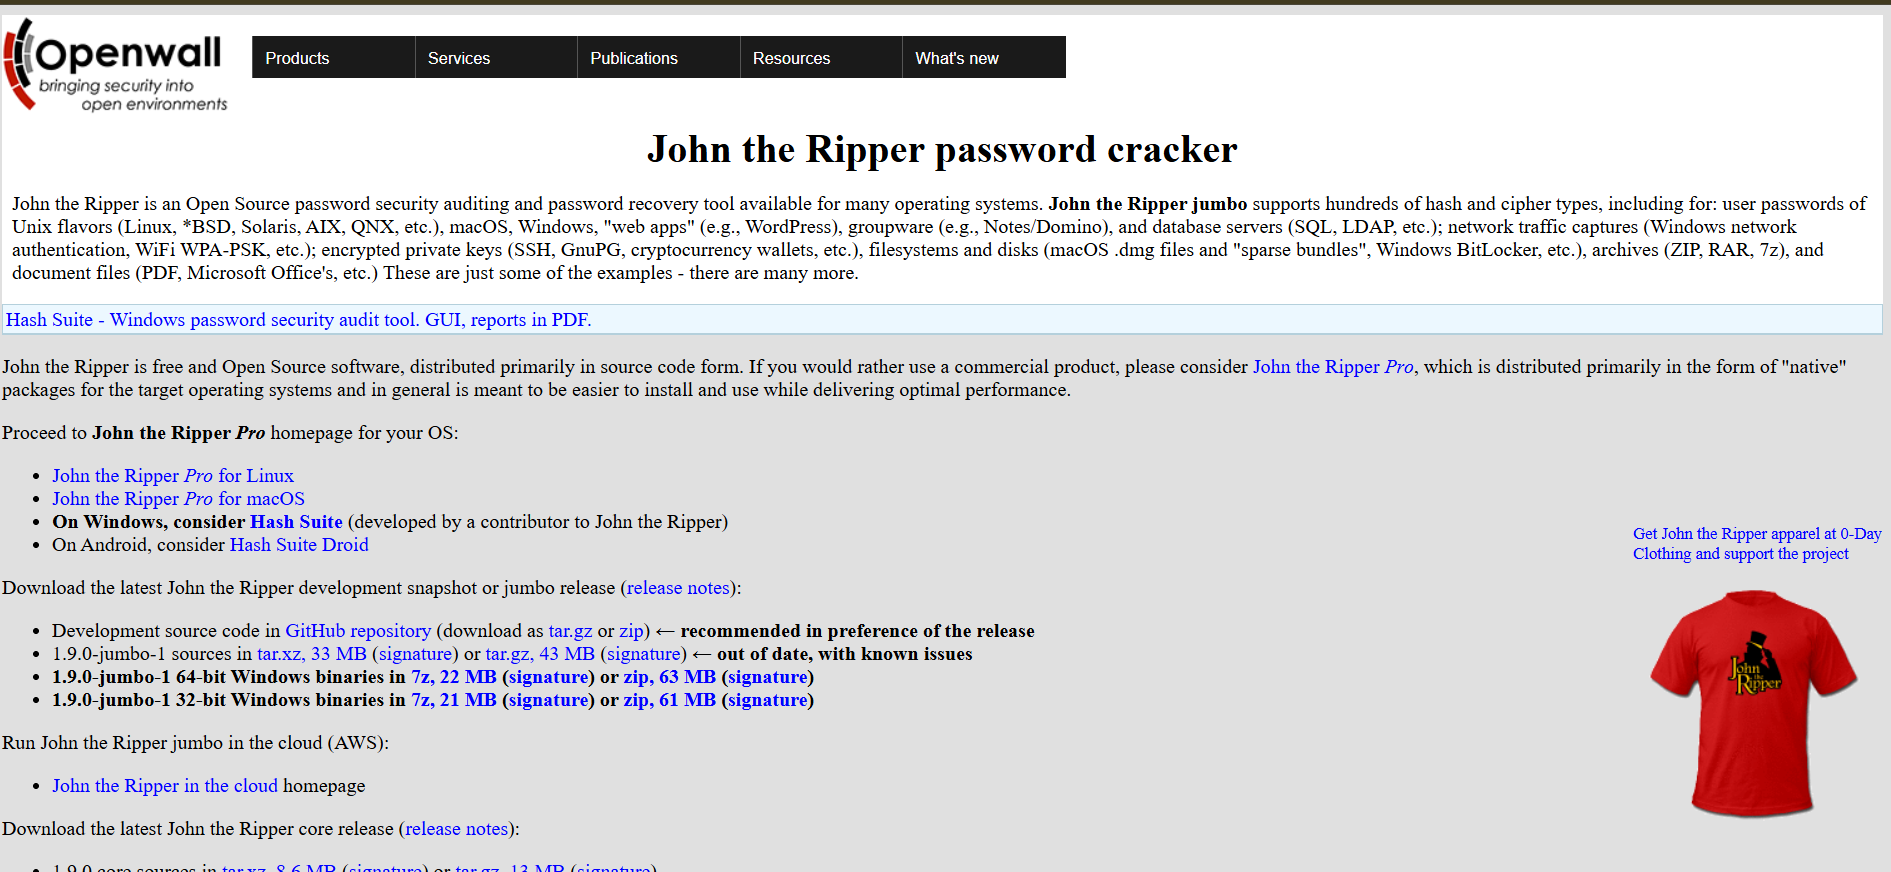 Openwall
bringing security into
open environments
Products
Services
Publications
Resources
What's new
John the Ripper password cracker
John the Ripper is an Open Source password security auditing and password recovery tool available for many operating systems. John the Ripper jumbo supports hundreds of hash and cipher types, including for: user passwords of
Unix flavors (Linux, *BSD, Solaris, AIX, QNX, etc.), macOS, Windows, "web apps" (e.g., WordPress), groupware (e.g., Notes/Domino), and database servers (SQL, LDAP, etc.); network traffic captures (Windows network
authentication, WiFi WPA-PSK, etc.); encrypted private keys (SSH, GnuPG, cryptocurrency wallets, etc.), filesystems and disks (macOS .dmg files and "sparse bundles", Windows BitLocker, etc.), archives (ZIP, RAR, 7z), and
document files (PDF, Microsoft Office's, etc.) These are just some of the examples - there are many more.
Hash Suite - Windows password security audit tool. GUI, reports in PDF.
John the Ripper is free and Open Source software, distributed primarily in source code form. If you would rather use a commercial product, please consider John the Ripper Pro, which is distributed primarily in the form of "native"
packages for the target operating systems and in general is meant to be easier to install and use while delivering optimal performance.
Proceed to John the Ripper Pro homepage for your OS:
• John the Ripper Pro for Linux
• John the Ripper Pro for macOS
• On Windows, consider Hash Suite (developed by a contributor to John the Ripper)
• On Android, consider Hash Suite Droid
Get John the Ripper apparel at 0-Day
Clothing and support the project
John
the
Ripper
Download the latest John the Ripper development snapshot or jumbo release (release notes):
• Development source code in GitHub repository (download as tar.gz or zip) ← recommended in preference of the release
• 1.9.0-jumbo-1 sources in tar.xz, 33 MB (signature) or tar.gz, 43 MB (signature) ← out of date, with known issues
• 1.9.0-jumbo-1 64-bit Windows binaries in 7z, 22 MB (signature) or zip, 63 MB (signature)
• 1.9.0-jumbo-1 32-bit Windows binaries in 7z, 21 MB (signature) or zip, 61 MB (signature)
Run John the Ripper jumbo in the cloud (AWS):
• John the Ripper in the cloud homepage
Download the latest John the Ripper core release (release notes):
• 1.9.0 core sources in tar.xz, 8.6 MB (signature) or tar.gz, 13 MB (signature)